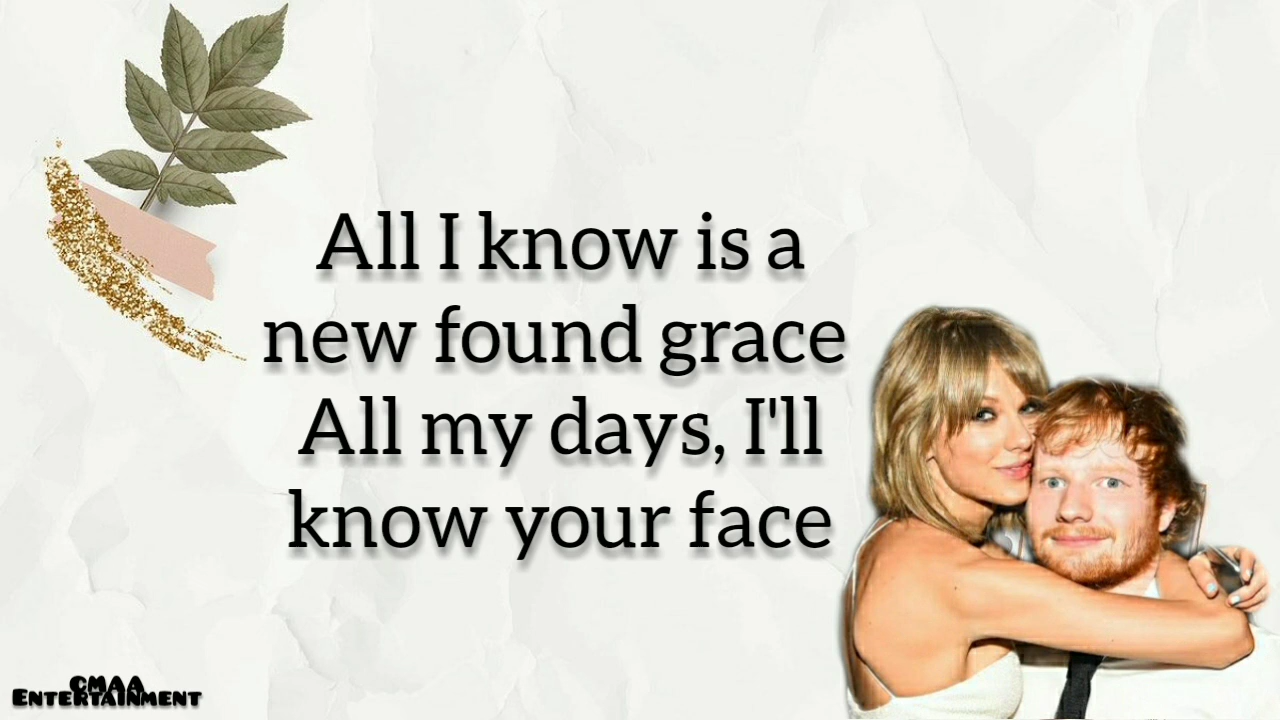 All I know is a
new found grace
All my days, I'll
know your face
CMAA
ENTERTAINMENT